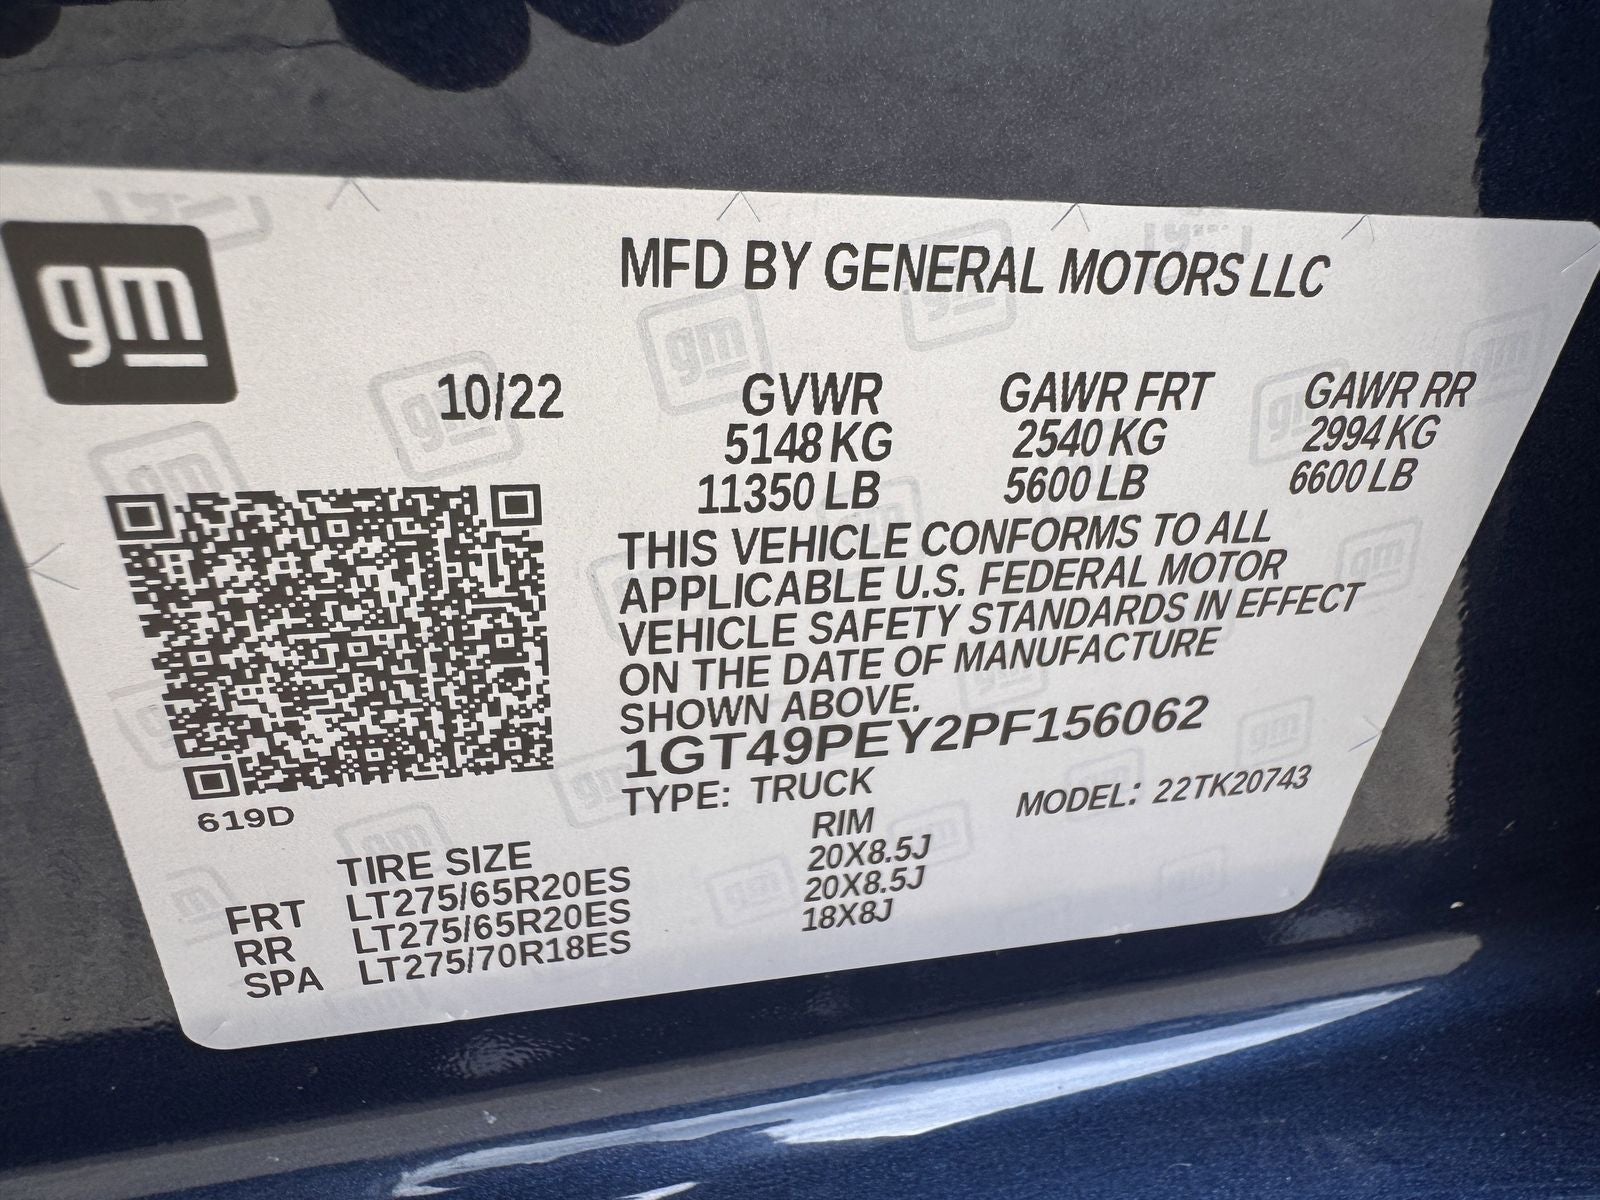 gm
MFD BY GENERAL MOTORS LLC
10/22 GVWR GAWR FRT GAWR RR
5148 KG 2540 KG 2994 KG
11350 LB 5600 LB 6600 LB
THIS VEHICLE CONFORMS TO ALL
APPLICABLE U.S. FEDERAL MOTOR
VEHICLE SAFETY STANDARDS IN EFFECT
ON THE DATE OF MANUFACTURE
SHOWN ABOVE.
1GT49PEY2PF156062
TYPE: TRUCK MODEL: 22TK20743
619D
TIRE SIZE RIM
FRT LT275/65R20ES 20X8.5J
RR LT275/65R20ES 20X8.5J
SPA LT275/70R18ES 18X8J